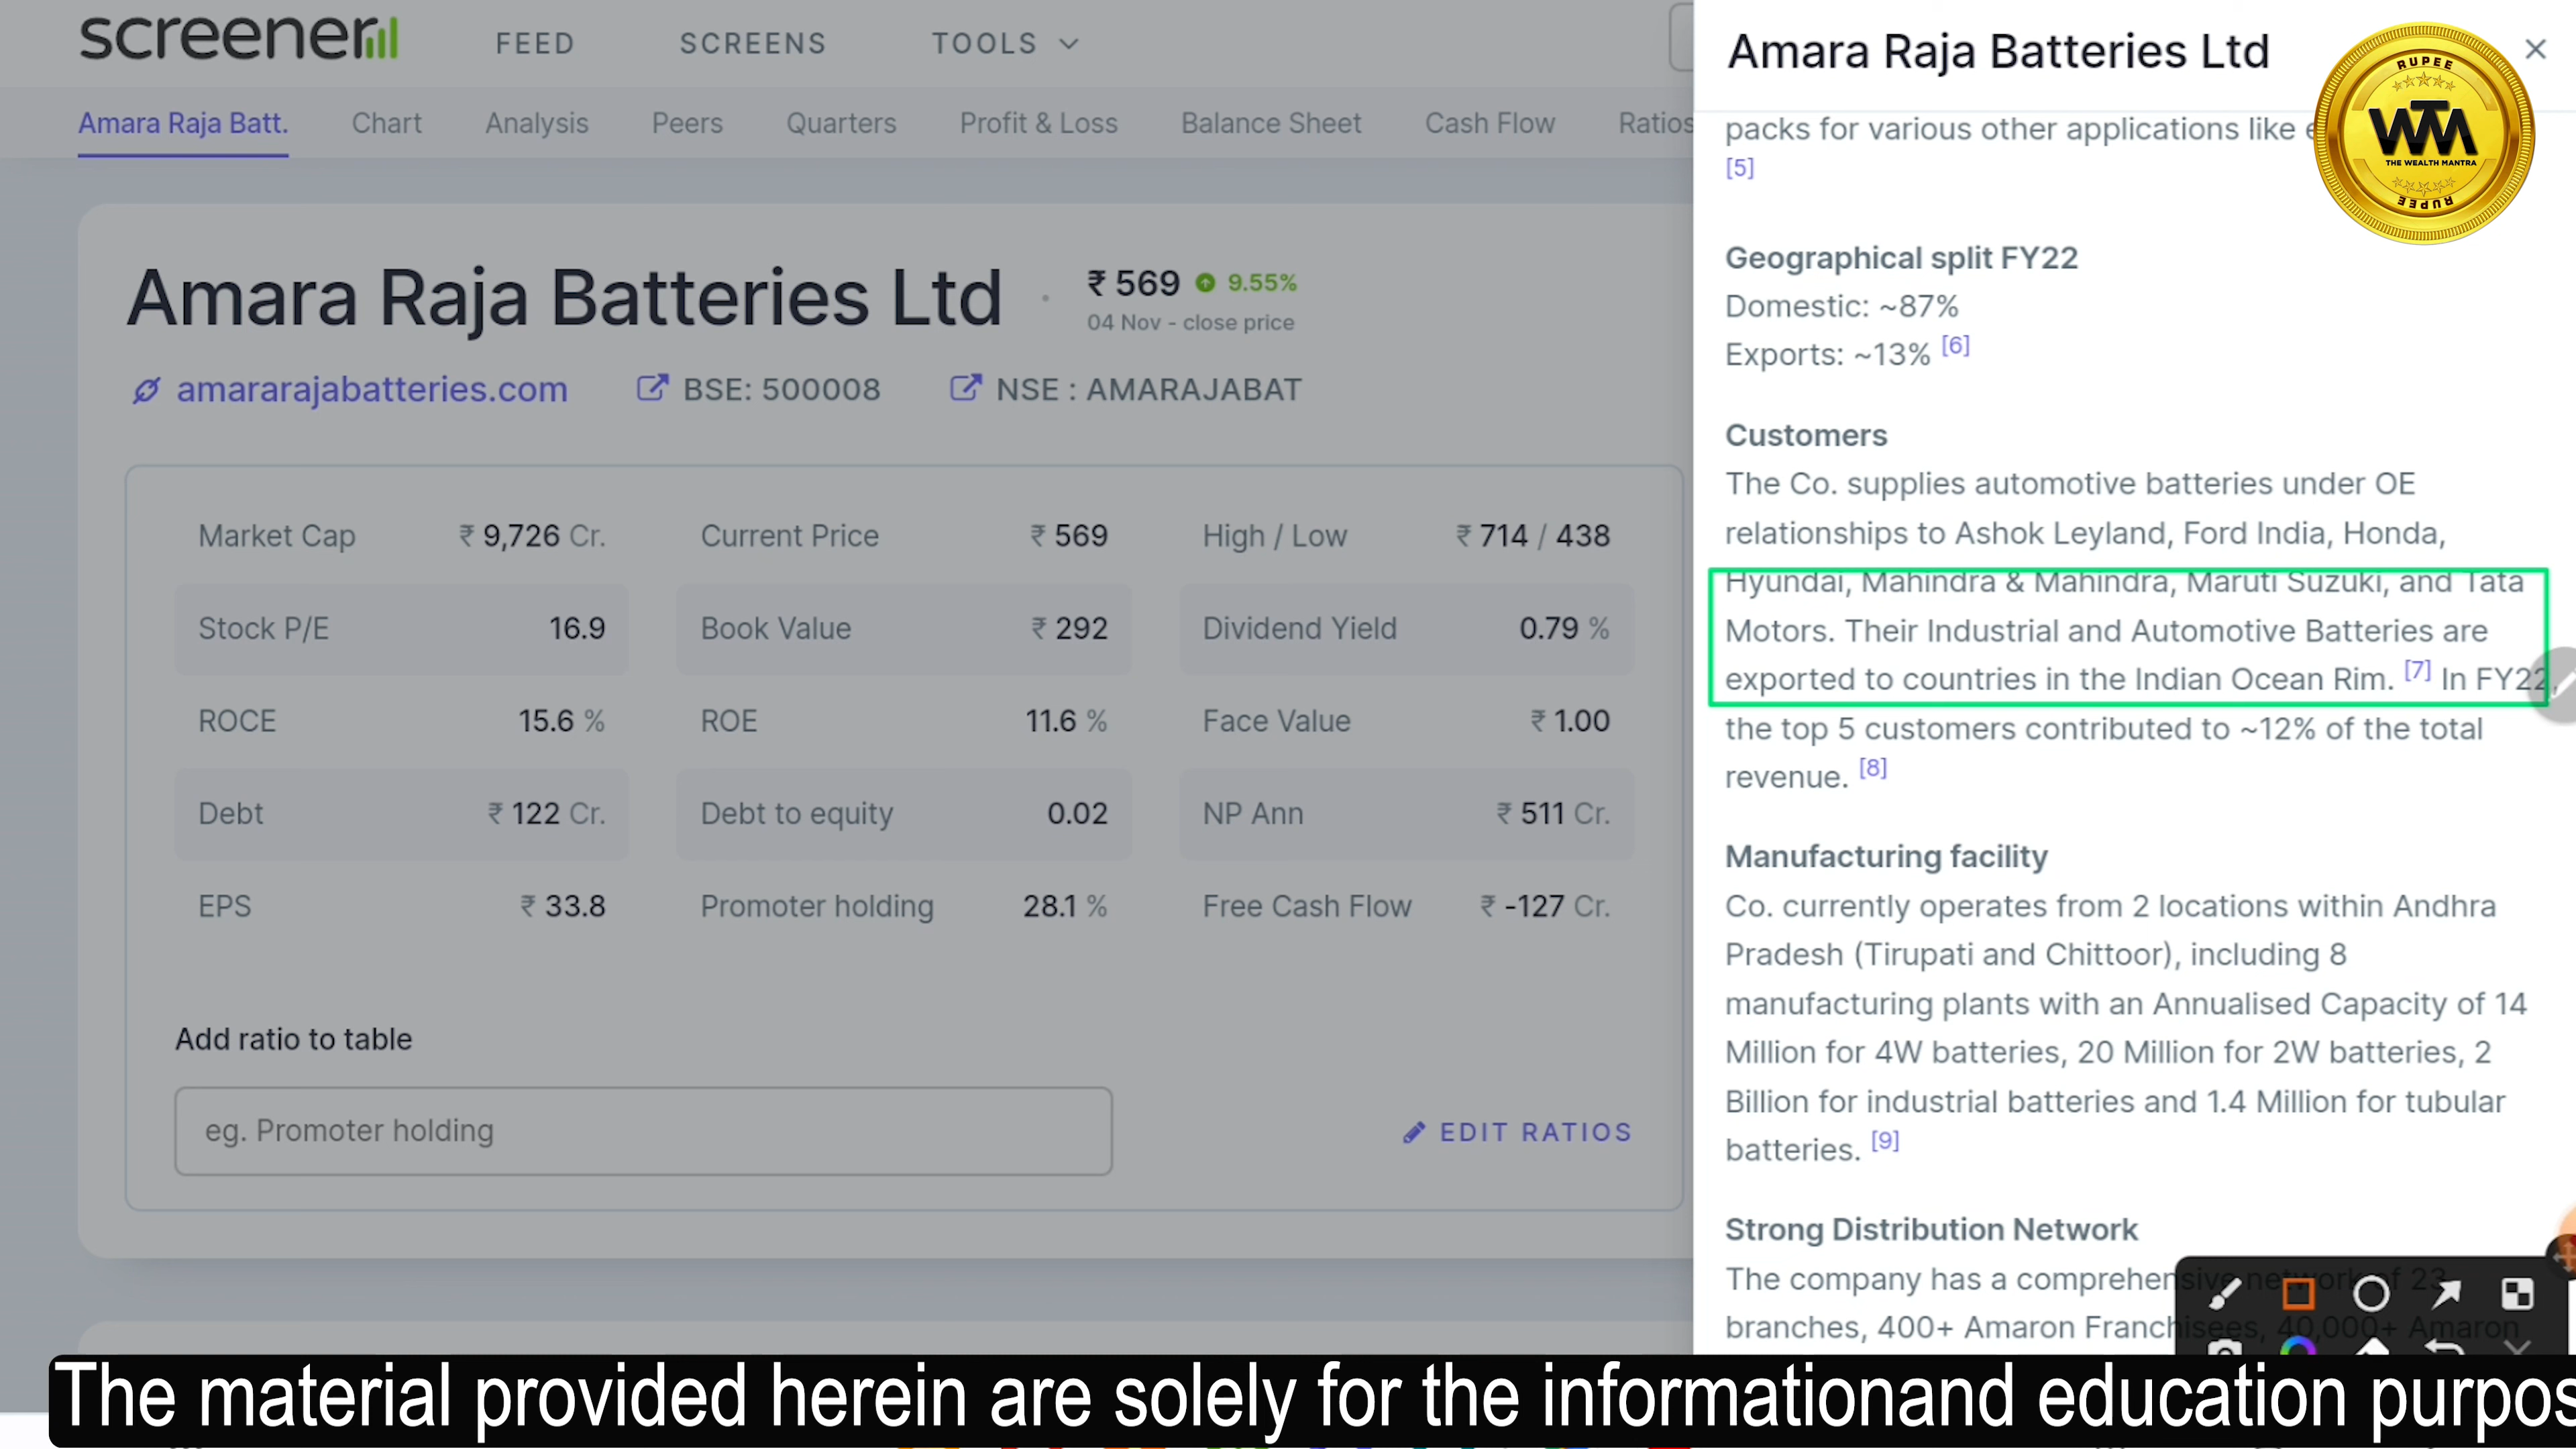 screener
FEED
SCREENS
TOOLS
Amara Raja Batt.
Chart
Analysis
Peers
Quarters
Profit & Loss
Balance Sheet
Cash Flow
Ratios
Amara Raja Batteries Ltd
₹ 569
9.55%
04 Nov - close price
amararajabatteries.com
BSE: 500008
NSE : AMARAJABAT
Market Cap ₹ 9,726 Cr.
Current Price ₹ 569
High / Low ₹ 714 / 438
Stock P/E 16.9
Book Value ₹ 292
Dividend Yield 0.79 %
ROCE 15.6 %
ROE 11.6 %
Face Value ₹ 1.00
Debt ₹ 122 Cr.
Debt to equity 0.02
NP Ann ₹ 511 Cr.
EPS ₹ 33.8
Promoter holding 28.1 %
Free Cash Flow ₹ -127 Cr.
Add ratio to table
eg. Promoter holding
EDIT RATIOS
Amara Raja Batteries Ltd
RUPEE
WTM
THE WEALTH MANTRA
RUPEE
packs for various other applications like
[5]
Geographical split FY22
Domestic: ~87%
Exports: ~13% [6]
Customers
The Co. supplies automotive batteries under OE
relationships to Ashok Leyland, Ford India, Honda,
Hyundai, Mahindra & Mahindra, Maruti Suzuki, and Tata
Motors. Their Industrial and Automotive Batteries are
exported to countries in the Indian Ocean Rim. [7] In FY22,
the top 5 customers contributed to ~12% of the total
revenue. [8]
Manufacturing facility
Co. currently operates from 2 locations within Andhra
Pradesh (Tirupati and Chittoor), including 8
manufacturing plants with an Annualised Capacity of 14
Million for 4W batteries, 20 Million for 2W batteries, 2
Billion for industrial batteries and 1.4 Million for tubular
batteries. [9]
Strong Distribution Network
The company has a comprehensive network of 23
branches, 400+ Amaron Franchisees, 40,000+ Amaron
The material provided herein are solely for the informationand education purpos